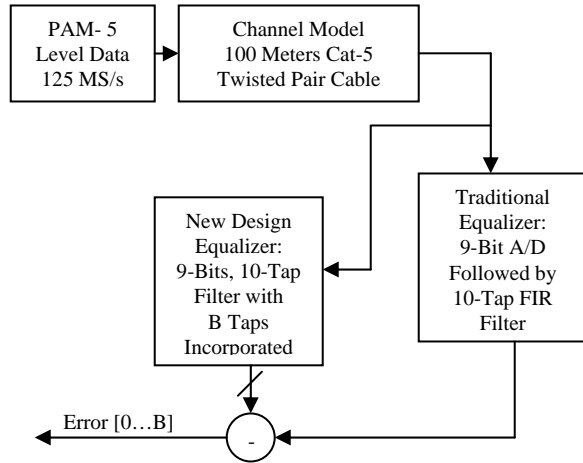 PAM- 5
Level Data
125 MS/s
Channel Model
100 Meters Cat-5
Twisted Pair Cable
New Design
Equalizer:
9-Bits, 10-Tap
Filter with
B Taps
Incorporated
Traditional
Equalizer:
9-Bit A/D
Followed by
10-Tap FIR
Filter
Error [0…B]
-